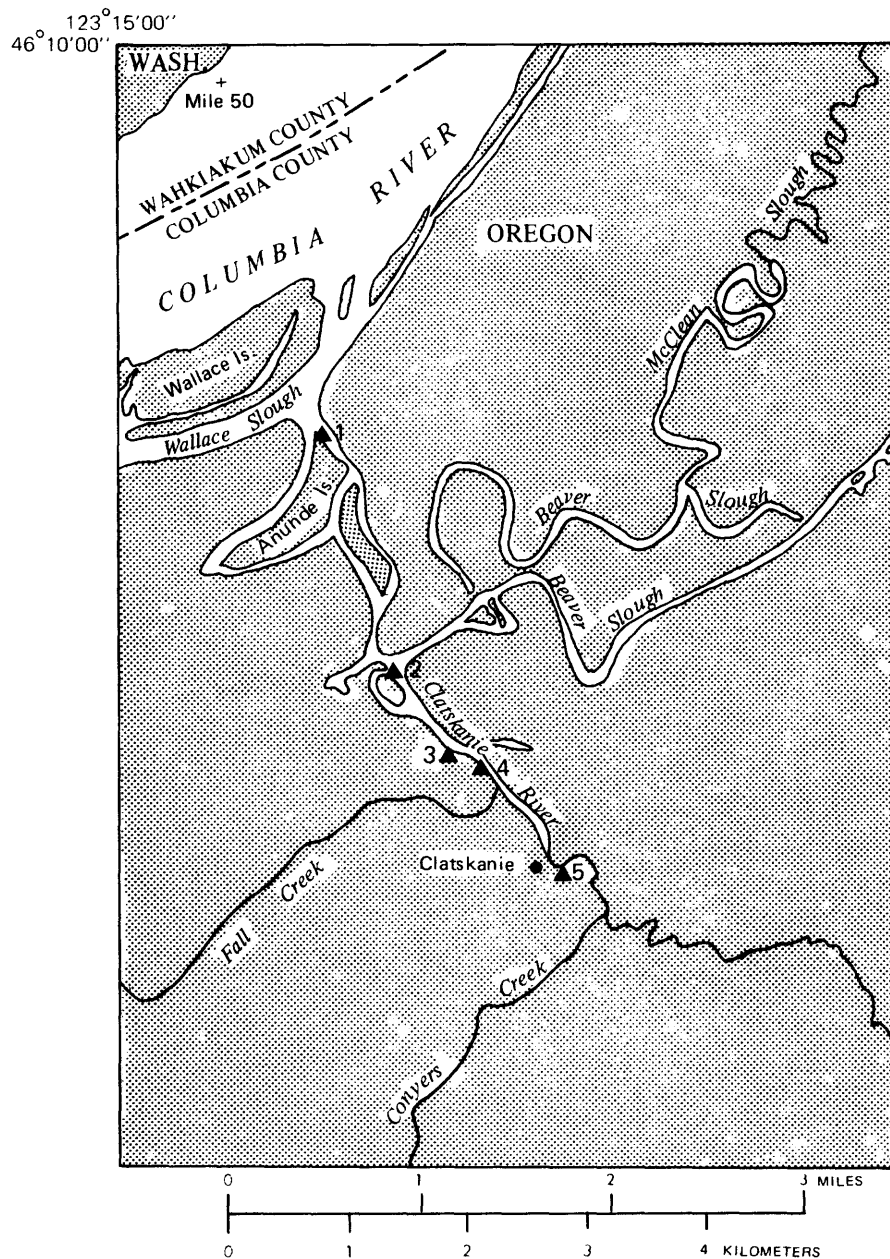 123°15'00"
46°10'00"
WASH.
Mile 50
WAHKIAKUM COUNTY
COLUMBIA COUNTY
COLUMBIA RIVER
OREGON
McClean Slough
Wallace Is.
Wallace Slough
1
Anunde Is.
Beaver Slough
Beaver Slough
2
Clatskanie River
3
4
Clatskanie
5
Fall Creek
Conyers Creek
0 1 2 3 MILES
0 1 2 3 4 KILOMETERS